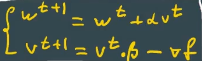 w^{t+1} = w^t + αv^t
v^{t+1} = v^t · β - ∇f